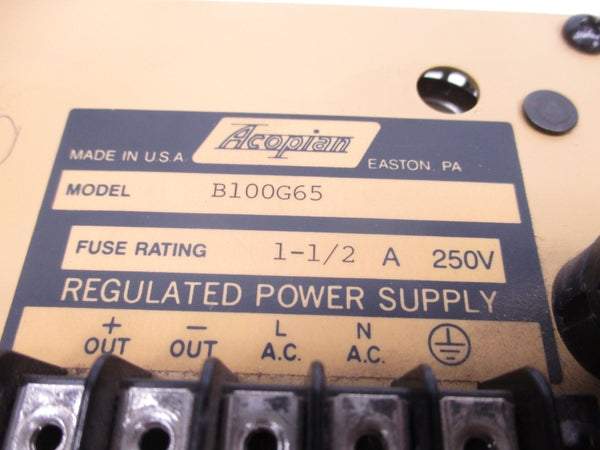 Acopian
MADE IN U.S.A. EASTON, PA
MODEL B100G65
FUSE RATING 1-1/2 A 250V
REGULATED POWER SUPPLY
+ − L N
OUT OUT A.C. A.C.